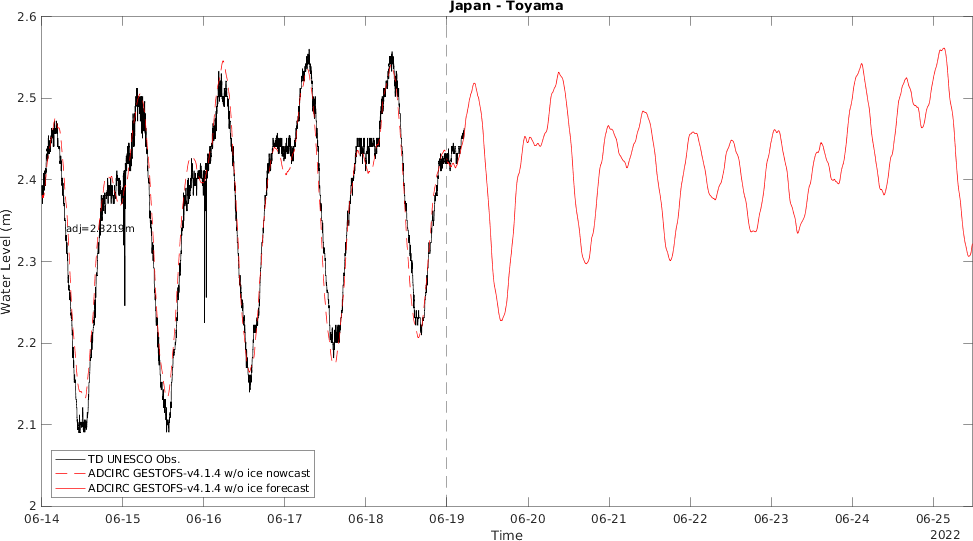 Japan - Toyama
2.6
2.5
2.4
2.3
2.2
2.1
2
Water Level (m)
adj=2.3219m
TD UNESCO Obs.
ADCIRC GESTOFS-v4.1.4 w/o ice nowcast
ADCIRC GESTOFS-v4.1.4 w/o ice forecast
06-14 06-15 06-16 06-17 06-18 06-19 06-20 06-21 06-22 06-23 06-24 06-25
Time
2022